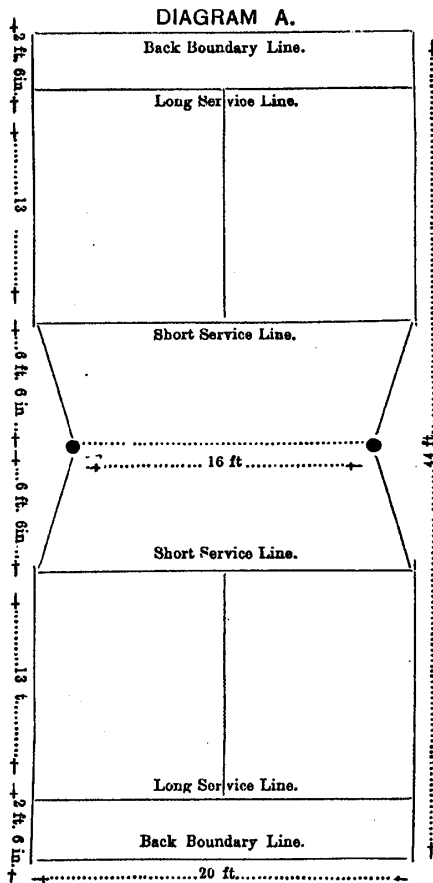 DIAGRAM A.
2 ft. 6in.
Back Boundary Line.
Long Service Line.
13
Short Service Line.
6 ft. 6 in
16 ft
44 ft.
6 ft. 6in
Short Service Line.
13 t.
Long Service Line.
2 ft. 6 in.
Back Boundary Line.
20 ft.